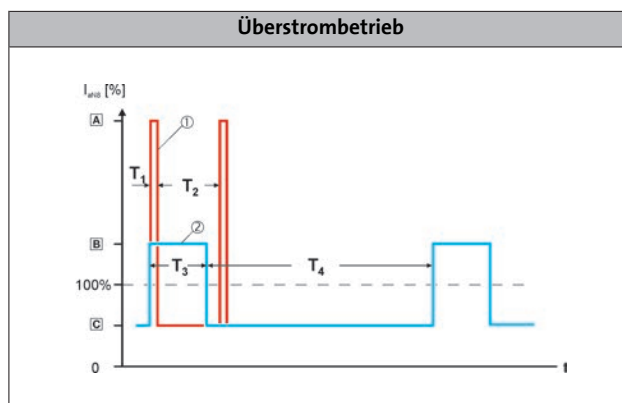 Überstrombetrieb
[%]
A
①
T₁
T₂
②
B
T₃
T₄
100%
C
0
t